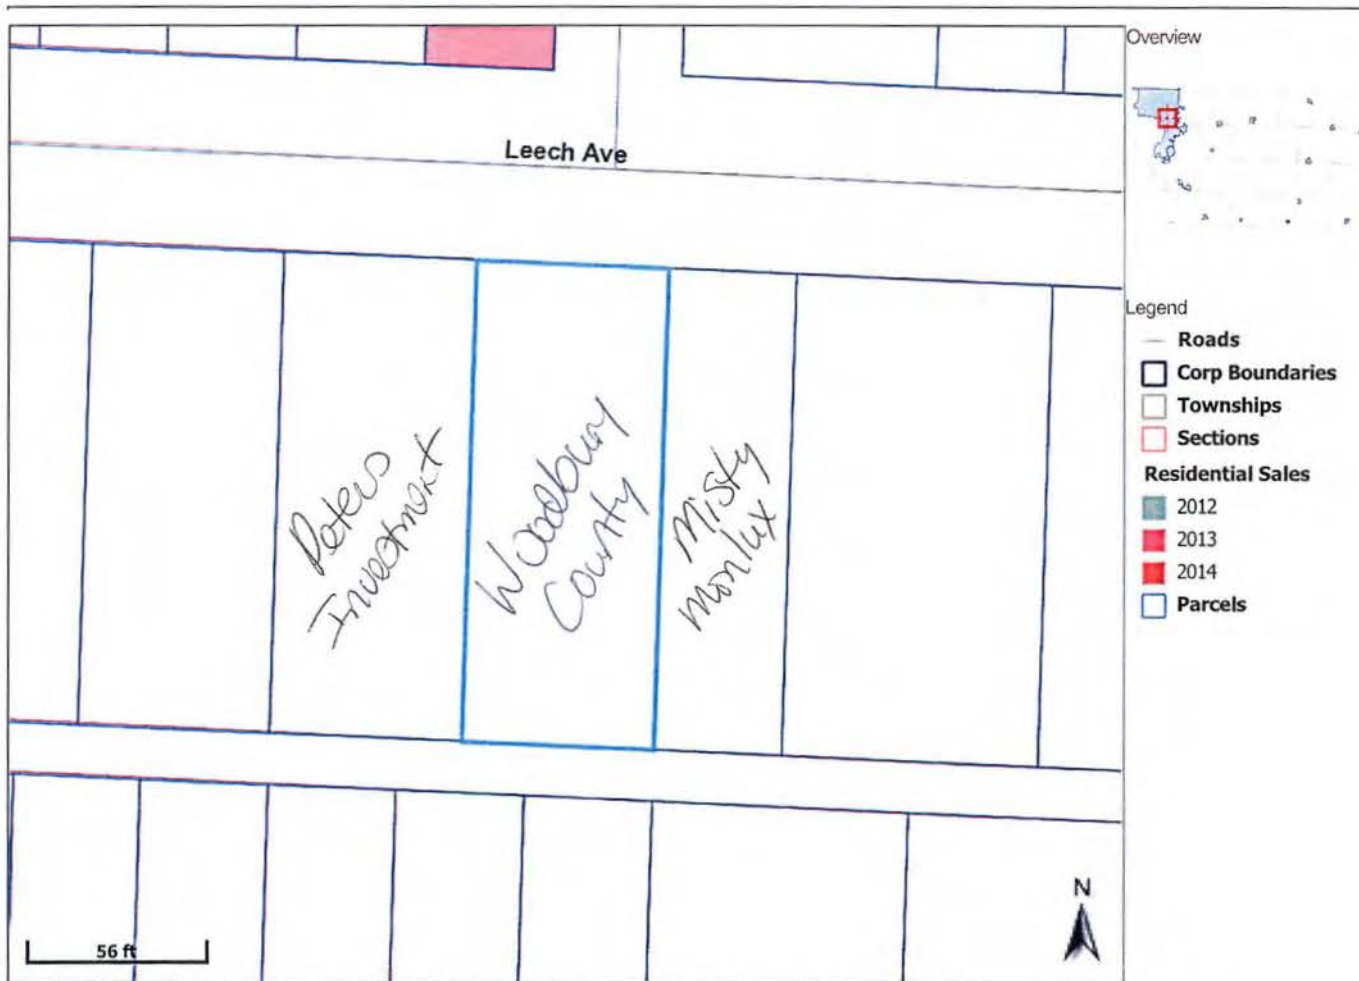 Overview
Leech Ave
Legend
Roads
Corp Boundaries
Townships
Sections
Residential Sales
2012
2013
2014
Parcels
Peters
Investment
Woodbury
County
Misty
Monlux
N
56 ft